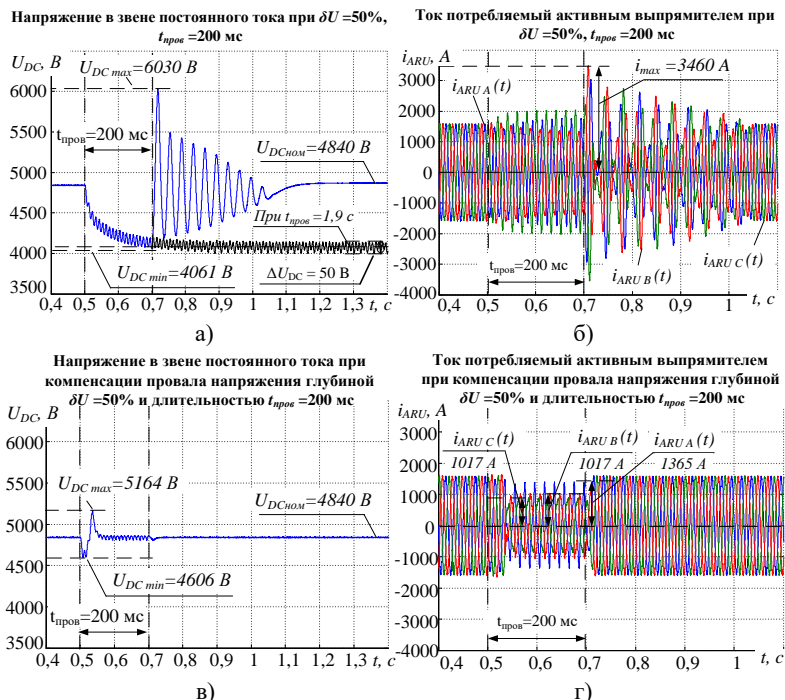 Напряжение в звене постоянного тока при δU =50%,
tпров =200 мс
UDC, В
UDC max=6030 В
6000
5500
5000
4500
4000
3500
tпров=200 мс
UDCном=4840 В
При tпров=1,9 с
UDC min=4061 В
ΔUDC = 50 В
0,4 0,5 0,6 0,7 0,8 0,9 1 1,1 1,2 1,3 t, c
а)
Ток потребляемый активным выпрямителем при
δU =50%, tпров =200 мс
iARU, А
3000
2000
1000
0
-1000
-2000
-3000
-4000
iARU A(t)
imax =3460 А
tпров=200 мс
iARU B(t)
iARU C(t)
0,4 0,5 0,6 0,7 0,8 0,9 1 t, c
б)
Напряжение в звене постоянного тока при
компенсации провала напряжения глубиной
δU =50% и длительностью tпров =200 мс
UDC, В
6000
5500
5000
4500
4000
3500
UDC max=5164 В
UDCном=4840 В
UDC min=4606 В
tпров=200 мс
0,4 0,5 0,6 0,7 0,8 0,9 1 1,1 1,2 1,3 t, c
в)
Ток потребляемый активным выпрямителем
при компенсации провала напряжения глубиной
δU =50% и длительностью tпров =200 мс
iARU, А
3000
2000
1000
0
-1000
-2000
-3000
-4000
iARU C(t)
1017 А
iARU B(t)
1017 А
iARU A(t)
1365 А
tпров=200 мс
0,4 0,5 0,6 0,7 0,8 0,9 1 t, c
г)